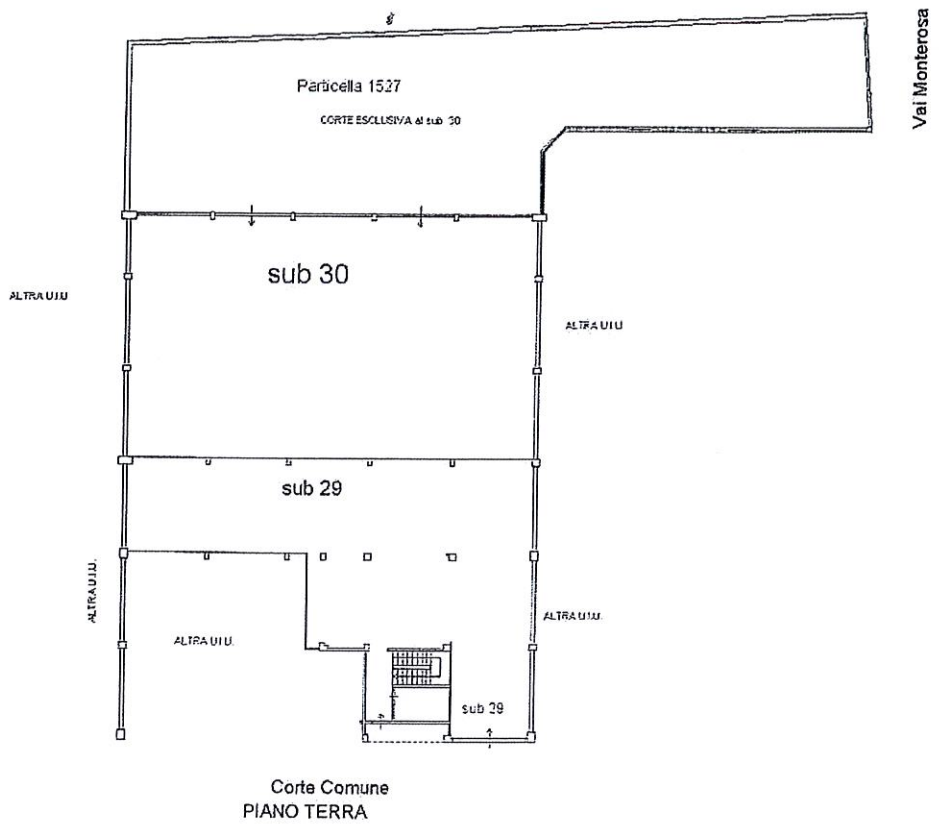 Particella 1527
CORTE ESCLUSIVA al sub 30
Vai Monterosa
sub 30
ALTRA U.I.U
ALTRA U.I.U
sub 29
ALTRA U.I.U.
ALTRA U.I.U.
ALTRA U.I.U.
sub 29
Corte Comune
PIANO TERRA